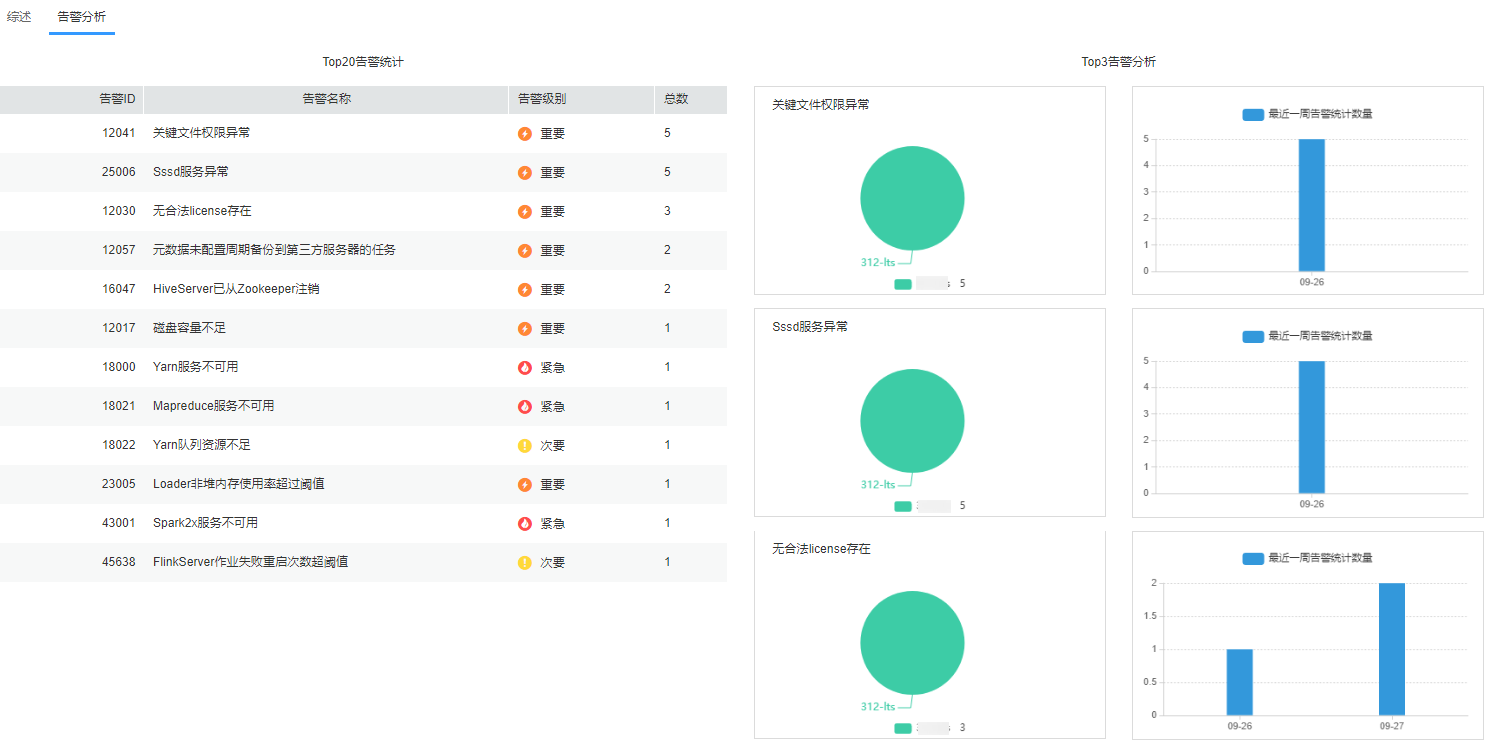 综述 告警分析
Top20告警统计
告警ID 告警名称 告警级别 总数
12041 关键文件权限异常 重要 5
25006 Sssd服务异常 重要 5
12030 无合法license存在 重要 3
12057 元数据未配置周期备份到第三方服务器的任务 重要 2
16047 HiveServer已从Zookeeper注销 重要 2
12017 磁盘容量不足 重要 1
18000 Yarn服务不可用 紧急 1
18021 Mapreduce服务不可用 紧急 1
18022 Yarn队列资源不足 次要 1
23005 Loader非堆内存使用率超过阈值 重要 1
43001 Spark2x服务不可用 紧急 1
45638 FlinkServer作业失败重启次数超阈值 次要 1
Top3告警分析
关键文件权限异常
312-lts
5
最近一周告警统计数量
5
4
3
2
1
0
09-26
Sssd服务异常
312-lts
5
最近一周告警统计数量
5
4
3
2
1
0
09-26
无合法license存在
312-lts
3
最近一周告警统计数量
2
1.5
1
0.5
0
09-26 09-27